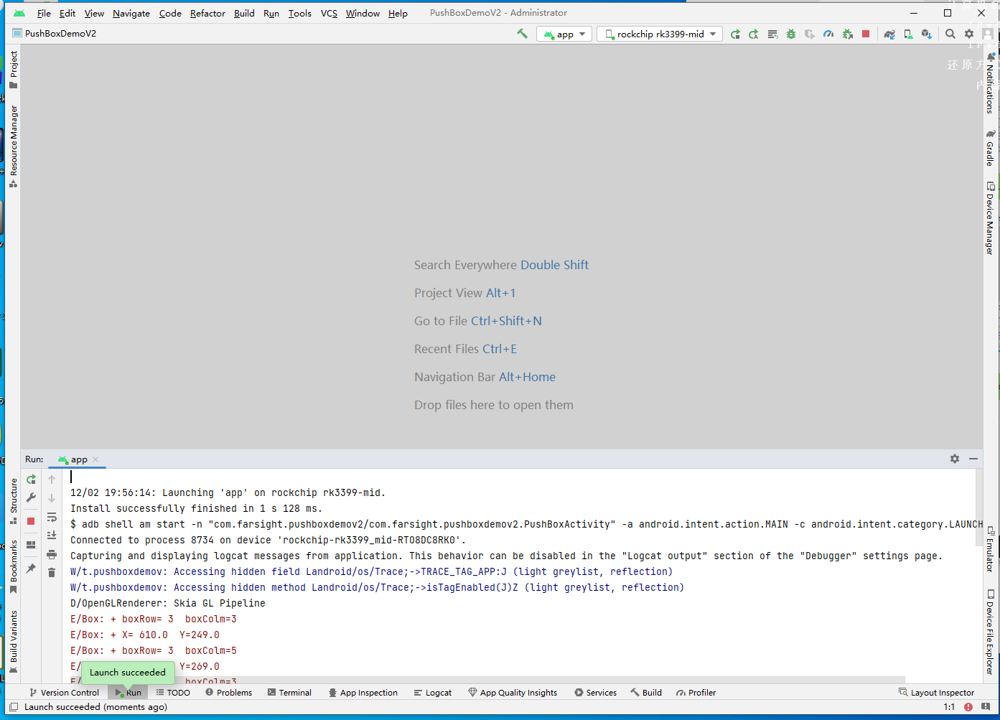 File Edit View Navigate Code Refactor Build Run Tools VCS Window Help PushBoxDemoV2 - Administrator
PushBoxDemoV2 app rockchip rk3399-mid
还原方
内
Project
Resource Manager
Structure
Bookmarks
Build Variants
Notifications
Gradle
Device Manager
Emulator
Device File Explorer
Search Everywhere Double Shift
Project View Alt+1
Go to File Ctrl+Shift+N
Recent Files Ctrl+E
Navigation Bar Alt+Home
Drop files here to open them
Run: app
12/02 19:56:14: Launching 'app' on rockchip rk3399-mid.
Install successfully finished in 1 s 128 ms.
$ adb shell am start -n "com.farsight.pushboxdemov2/com.farsight.pushboxdemov2.PushBoxActivity" -a android.intent.action.MAIN -c android.intent.category.LAUNCH
Connected to process 8734 on device 'rockchip-rk3399_mid-RTO8DC8RK0'.
Capturing and displaying logcat messages from application. This behavior can be disabled in the "Logcat output" section of the "Debugger" settings page.
W/t.pushboxdemov: Accessing hidden field Landroid/os/Trace;->TRACE_TAG_APP:J (light greylist, reflection)
W/t.pushboxdemov: Accessing hidden method Landroid/os/Trace;->isTagEnabled(J)Z (light greylist, reflection)
D/OpenGLRenderer: Skia GL Pipeline
E/Box: + boxRow= 3  boxColm=3
E/Box: + X= 610.0  Y=249.0
E/Box: + boxRow= 3  boxColm=5
E/ Y=269.0
E/ boxColm=3
Launch succeeded
Version Control Run TODO Problems Terminal App Inspection Logcat App Quality Insights Services Build Profiler Layout Inspector
Launch succeeded (moments ago) 1:1